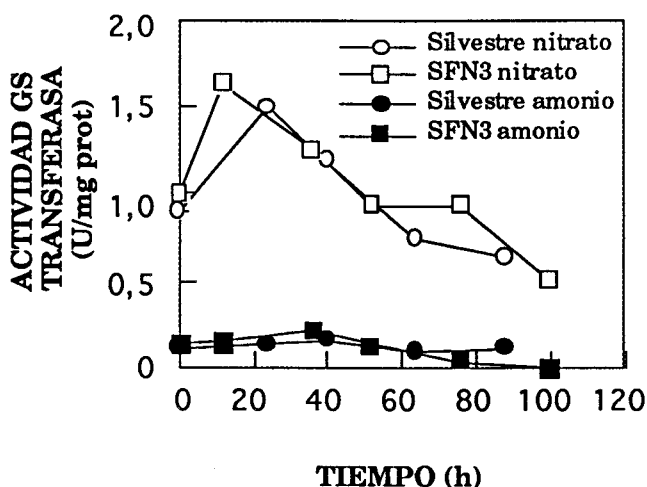 ACTIVIDAD GS
TRANSFERASA
(U/mg prot)
2,0
1,5
1,0
0,5
0
Silvestre nitrato
SFN3 nitrato
Silvestre amonio
SFN3 amonio
0 20 40 60 80 100 120
TIEMPO (h)